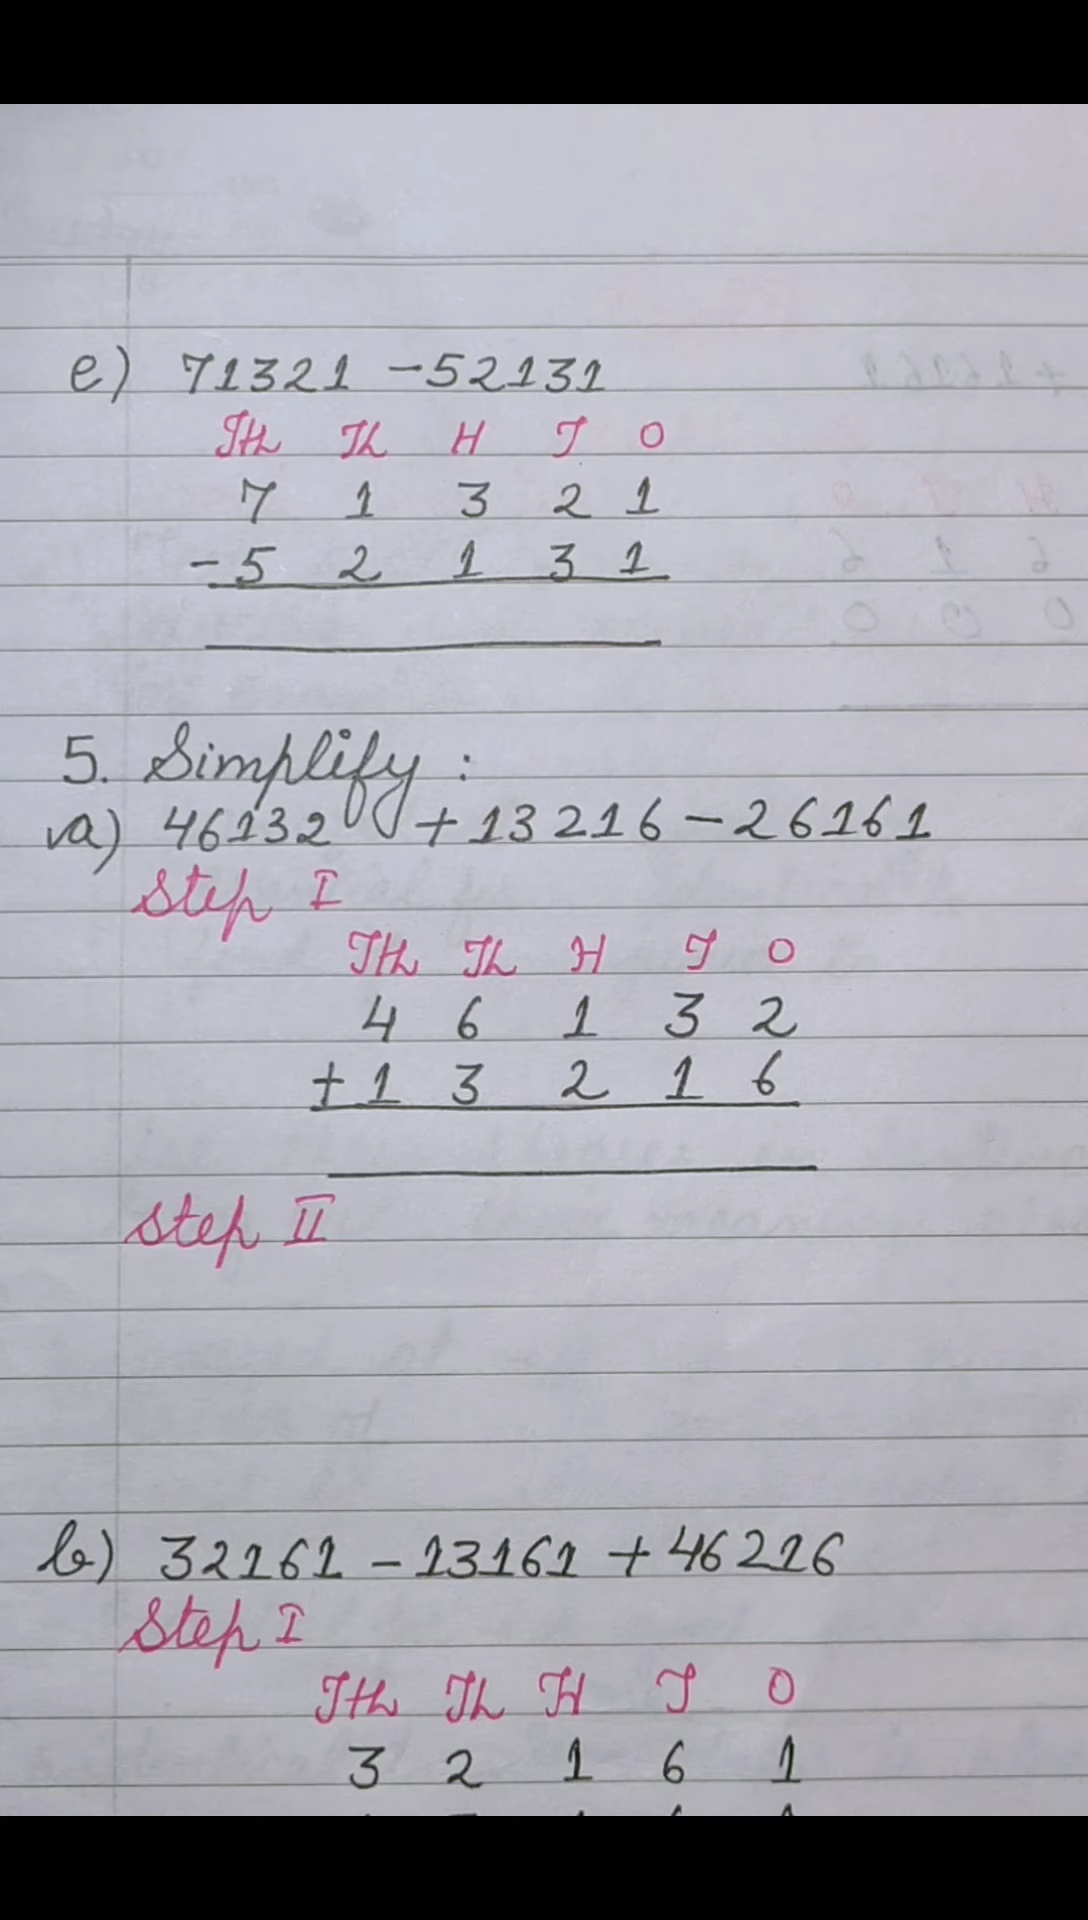 e) 71321 - 52131
Tth Th H T O
7 1 3 2 1
- 5 2 1 3 1
5. Simplify :
a) 46132 + 13216 - 26161
Step I
Tth Th H T O
4 6 1 3 2
+ 1 3 2 1 6
Step II
b) 32161 - 13161 + 46216
Step I
Tth Th H T O
3 2 1 6 1